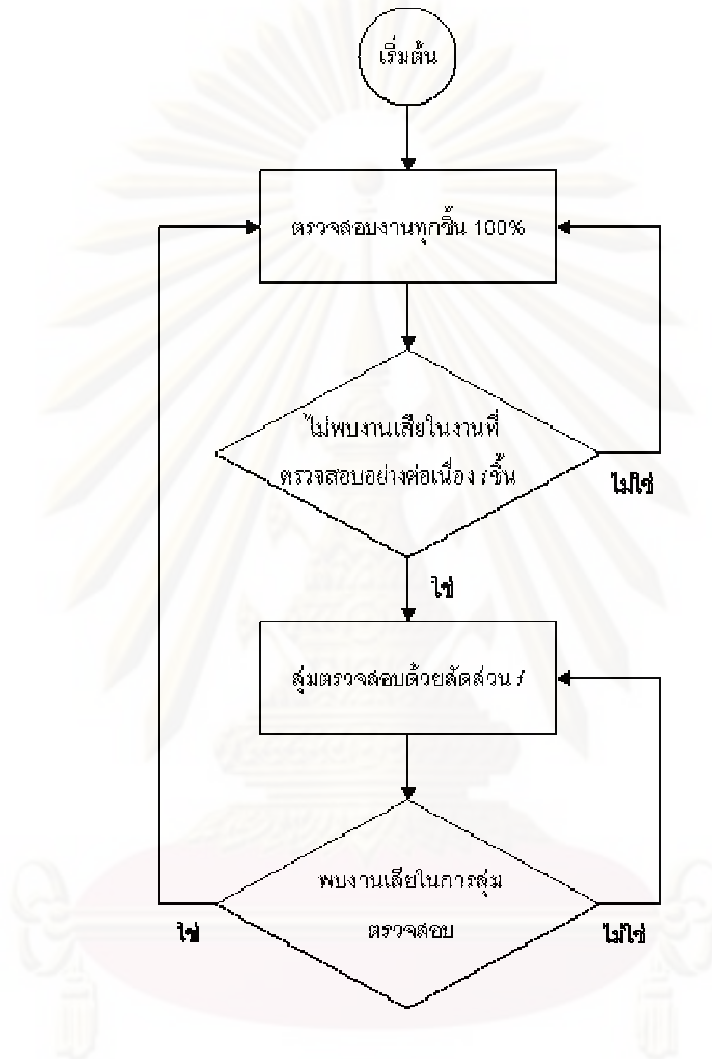 เริ่มต้น
ตรวจสอบงานทุกชิ้น 100%
ไม่พบงานเสียในงานที่
ตรวจสอบอย่างต่อเนื่อง i ชิ้น
ไม่ใช่
ใช่
สุ่มตรวจสอบด้วยสัดส่วน f
พบงานเสียในการสุ่ม
ตรวจสอบ
ใช่
ไม่ใช่